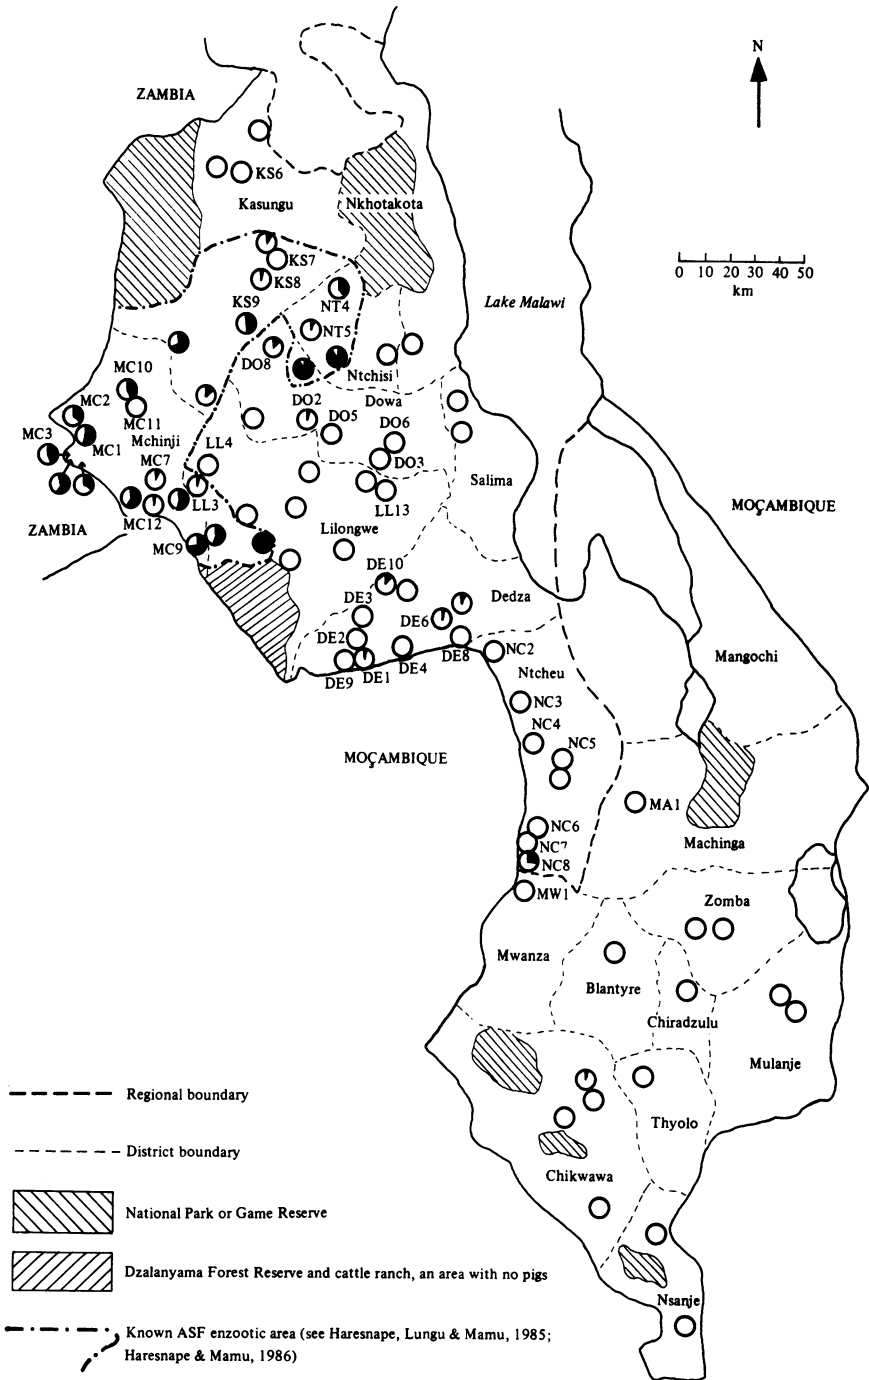 N
ZAMBIA
KS6
Kasungu
Nkhotakota
KS7
KS8
0 10 20 30 40 50
km
Lake Malawi
NT4
KS9
NT5
DO8
Ntchisi
MC10
MC2
MC11
DO2
Dowa
DO5
DO6
MC3
MC1
Mchinji
LL4
DO3
MC7
Salima
LL3
LL13
MOÇAMBIQUE
ZAMBIA
MC12
Lilongwe
MC9
DE10
Dedza
DE3
DE6
DE2
DE8
NC2
Mangochi
DE9
DE1
DE4
Ntcheu
NC3
NC4
MOÇAMBIQUE
NC5
MA1
NC6
NC7
Machinga
NC8
MW1
Zomba
Mwanza
Blantyre
Chiradzulu
Mulanje
Regional boundary
Thyolo
District boundary
Chikwawa
National Park or Game Reserve
Dzalanyama Forest Reserve and cattle ranch, an area with no pigs
Nsanje
Known ASF enzootic area (see Haresnape, Lungu & Mamu, 1985;
Haresnape & Mamu, 1986)